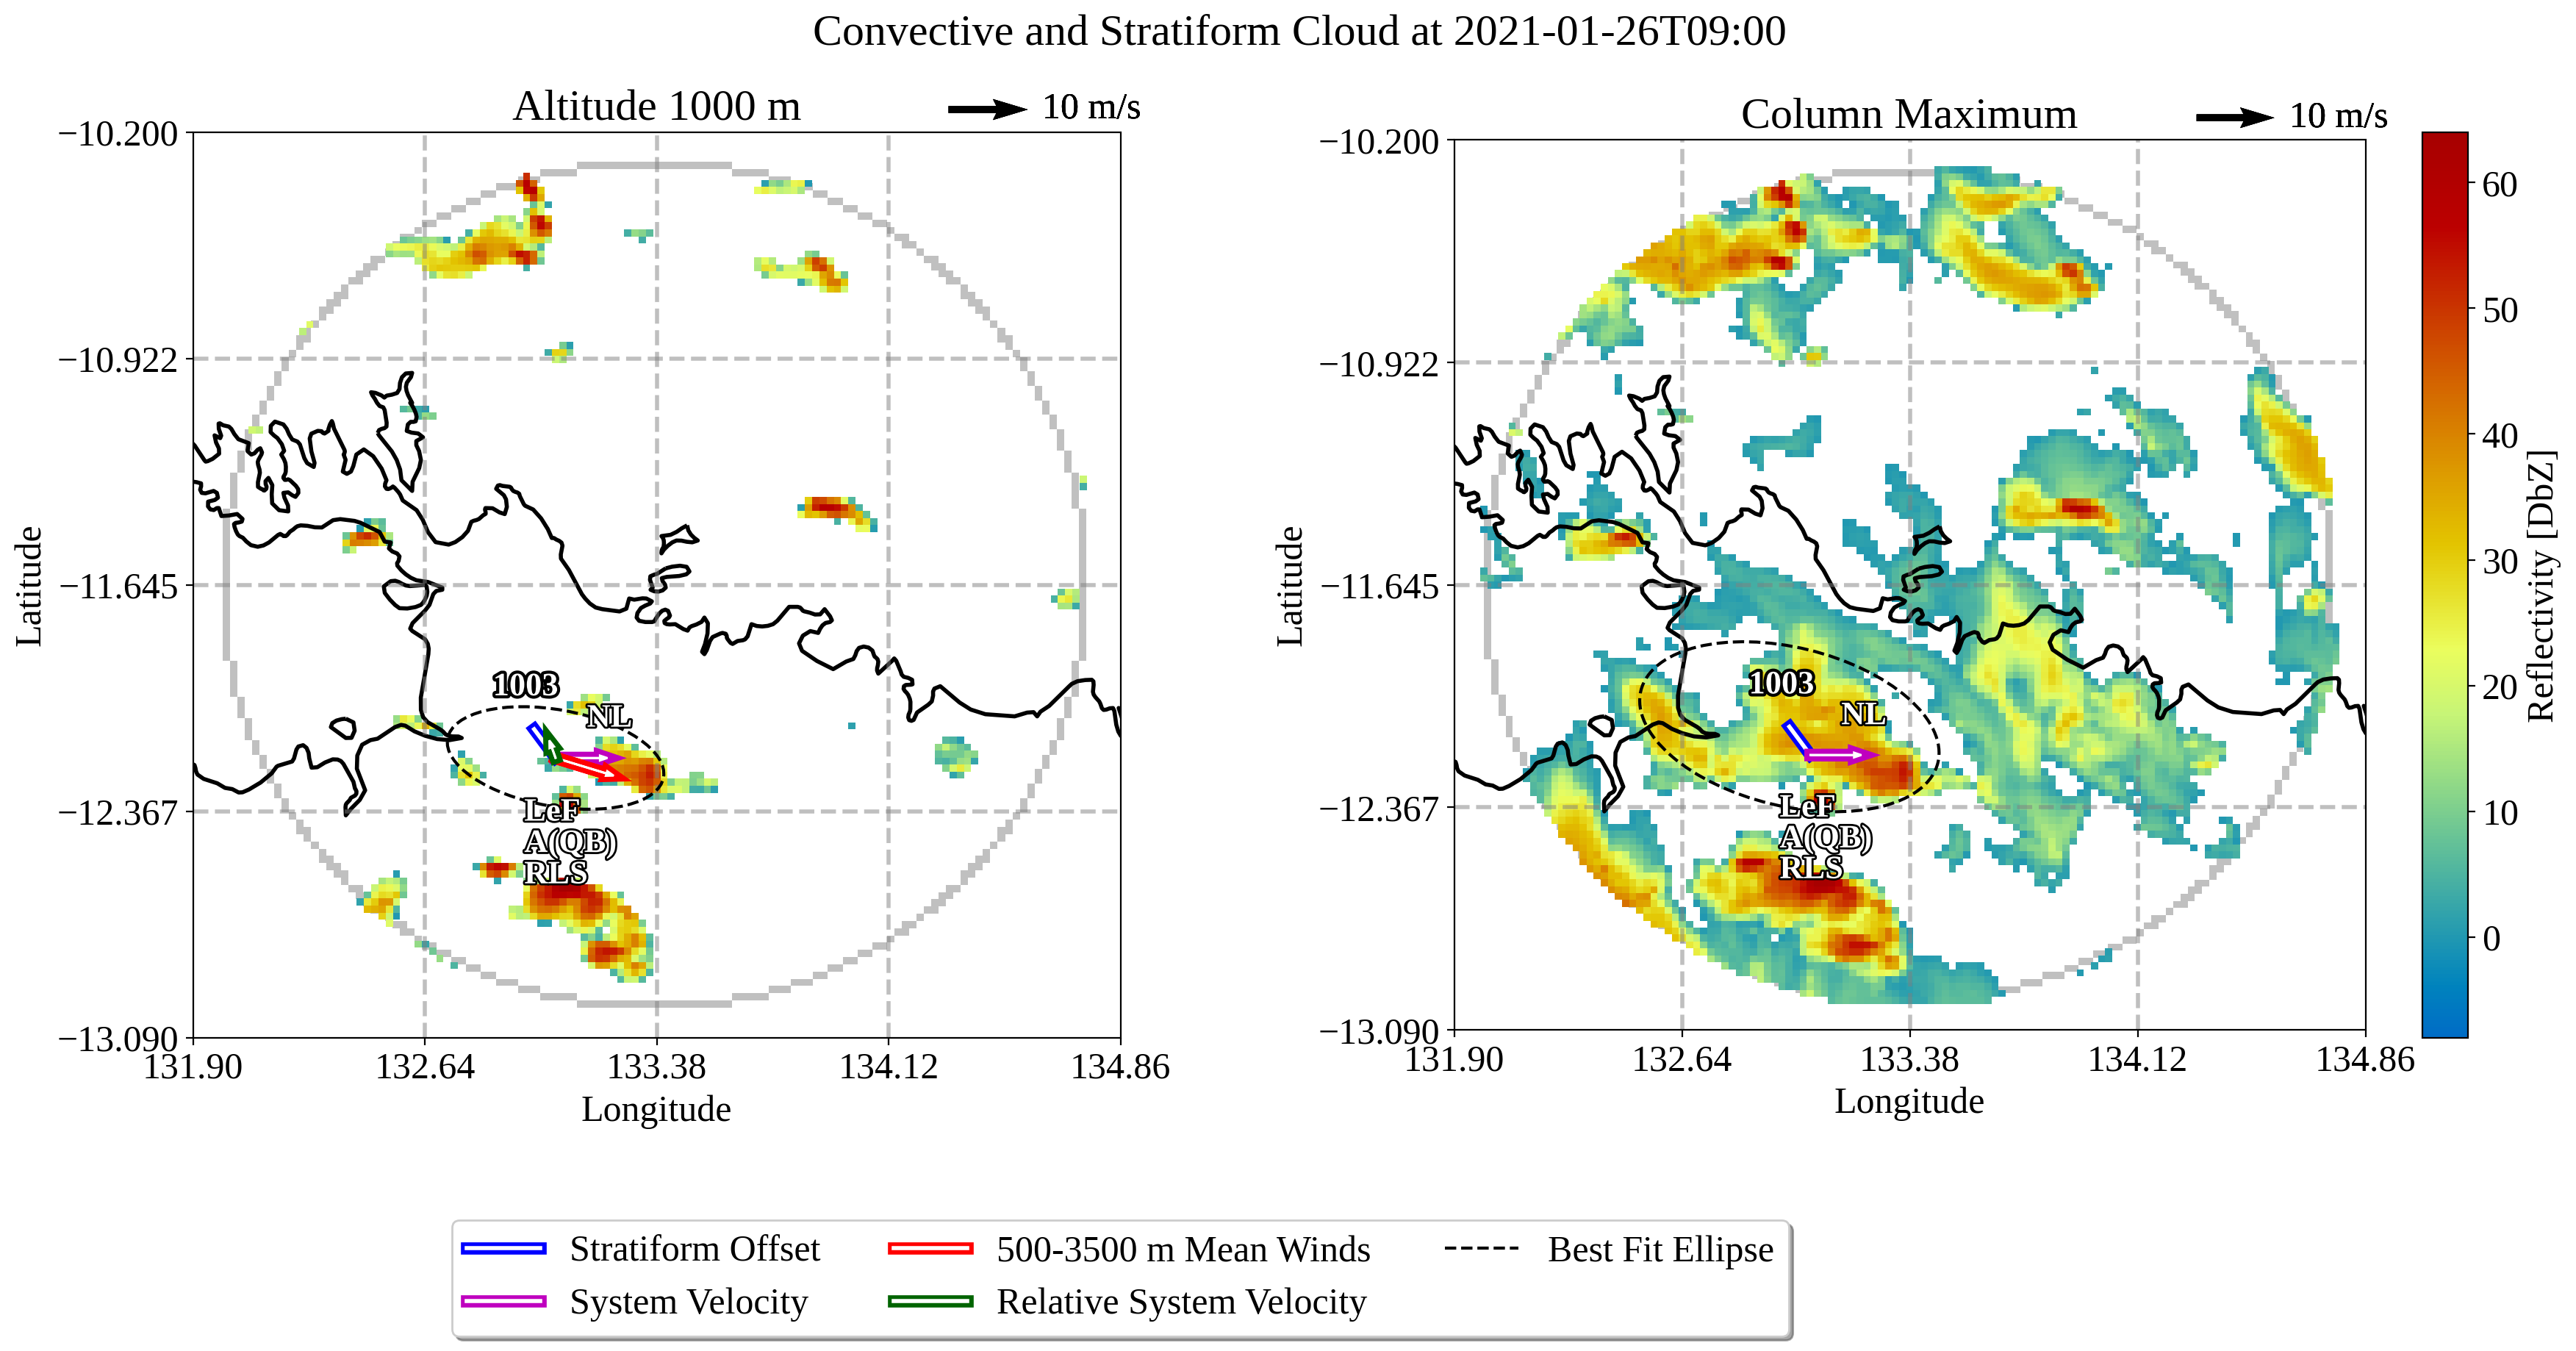 Convective and Stratiform Cloud at 2021-01-26T09:00
Altitude 1000 m
10 m/s
−10.200
−10.922
−11.645
−12.367
−13.090
131.90
132.64
133.38
134.12
134.86
Latitude
Longitude
1003
NL
LeF
A(QB)
RLS
Column Maximum
10 m/s
−10.200
−10.922
−11.645
−12.367
−13.090
131.90
132.64
133.38
134.12
134.86
Latitude
Longitude
1003
NL
LeF
A(QB)
RLS
60
50
40
30
20
10
0
Reflectivity [DbZ]
Stratiform Offset
System Velocity
500-3500 m Mean Winds
Relative System Velocity
Best Fit Ellipse